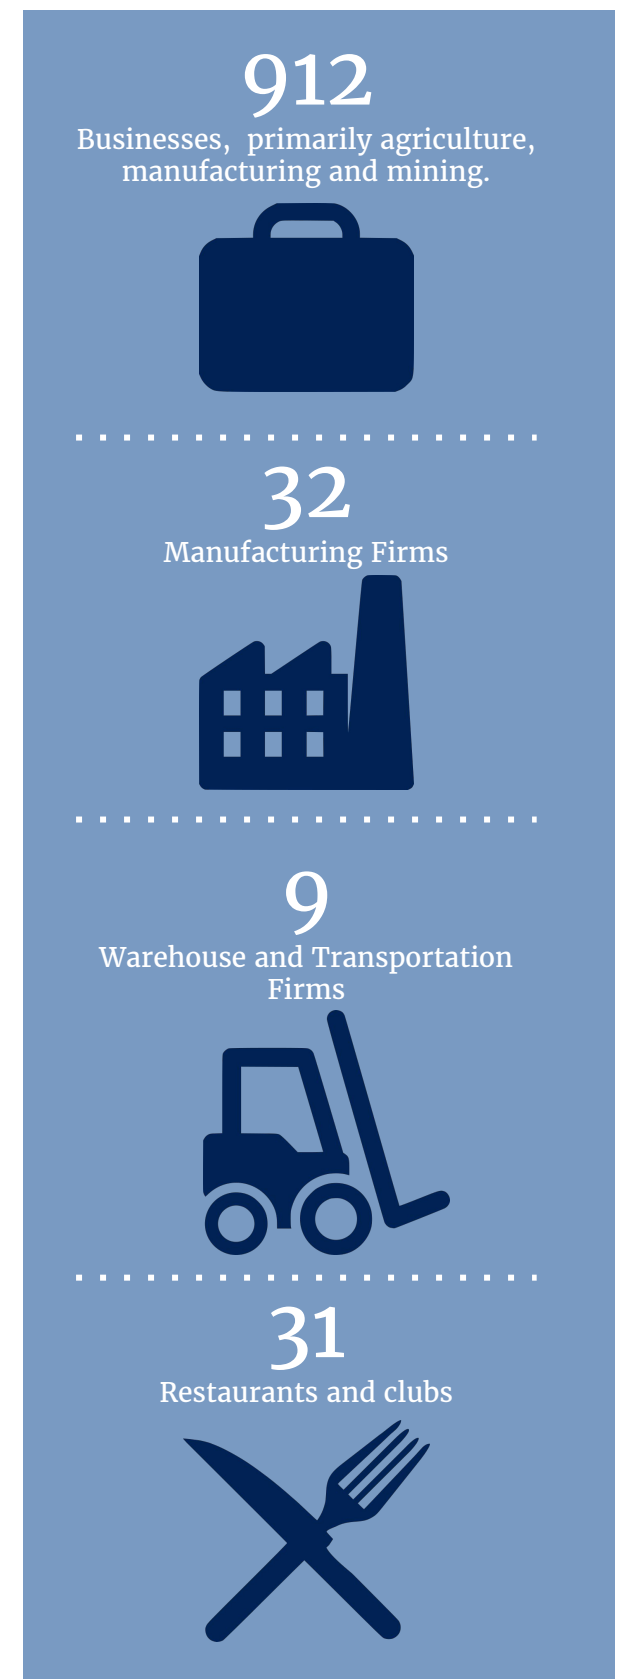 912
Businesses,  primarily agriculture,
manufacturing and mining.
32
Manufacturing Firms
9
Warehouse and Transportation
Firms
31
Restaurants and clubs